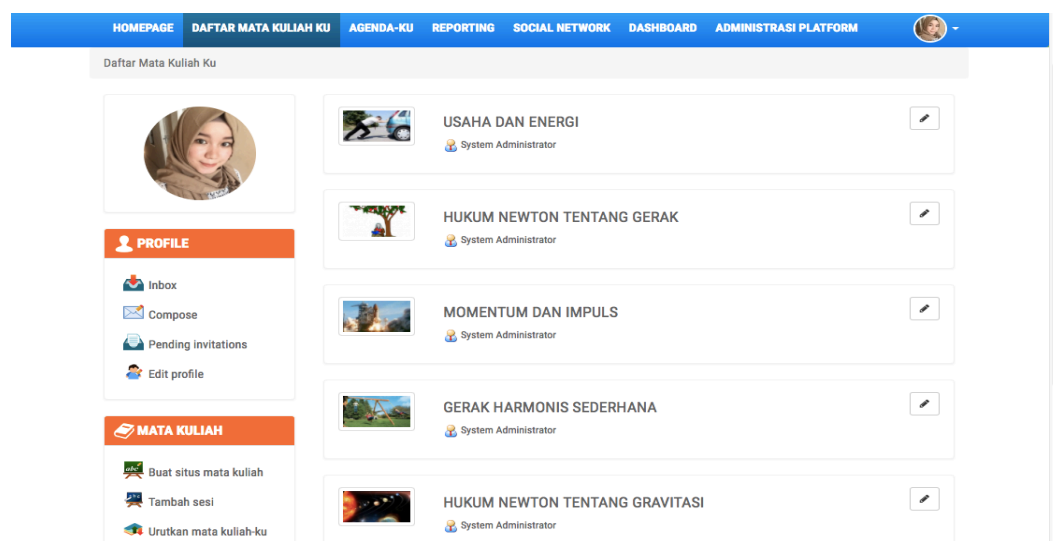 HOMEPAGE DAFTAR MATA KULIAH KU AGENDA-KU REPORTING SOCIAL NETWORK DASHBOARD ADMINISTRASI PLATFORM
Daftar Mata Kuliah Ku
PROFILE
Inbox
Compose
Pending invitations
Edit profile
MATA KULIAH
Buat situs mata kuliah
Tambah sesi
Urutkan mata kuliah-ku
USAHA DAN ENERGI
System Administrator
HUKUM NEWTON TENTANG GERAK
System Administrator
MOMENTUM DAN IMPULS
System Administrator
GERAK HARMONIS SEDERHANA
System Administrator
HUKUM NEWTON TENTANG GRAVITASI
System Administrator